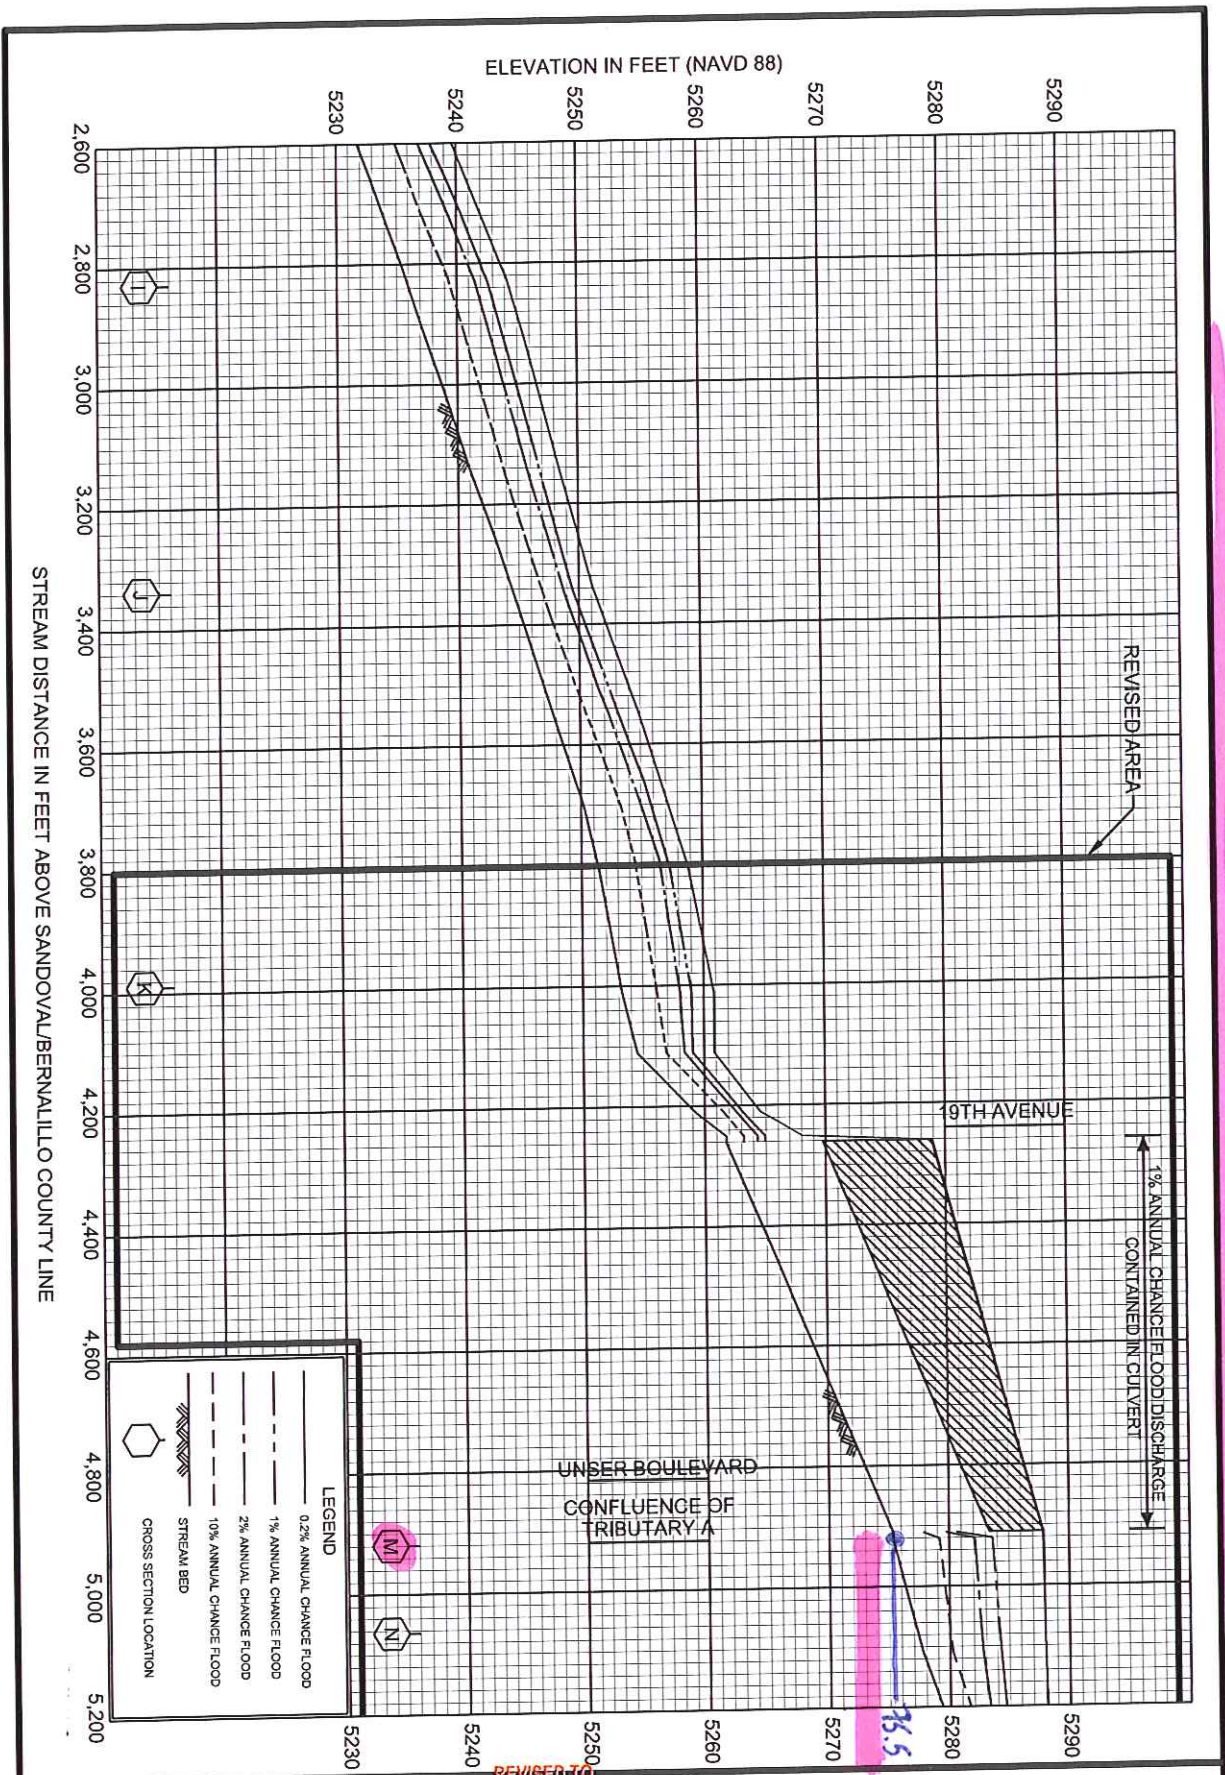 ELEVATION IN FEET (NAVD 88)
5290
5280
5270
5260
5250
5240
5230
REVISED AREA
19TH AVENUE
1% ANNUAL CHANCE FLOOD DISCHARGE
CONTAINED IN CULVERT
UNSER BOULEVARD
CONFLUENCE OF
TRIBUTARY A
75.5
5290
5280
5270
5260
5250
5240
5230
I
J
K
M
N
LEGEND
0.2% ANNUAL CHANCE FLOOD
1% ANNUAL CHANCE FLOOD
2% ANNUAL CHANCE FLOOD
10% ANNUAL CHANCE FLOOD
STREAM BED
CROSS SECTION LOCATION
2,600 2,800 3,000 3,200 3,400 3,600 3,800 4,000 4,200 4,400 4,600 4,800 5,000 5,200
STREAM DISTANCE IN FEET ABOVE SANDOVAL/BERNALILLO COUNTY LINE
REVISED TO